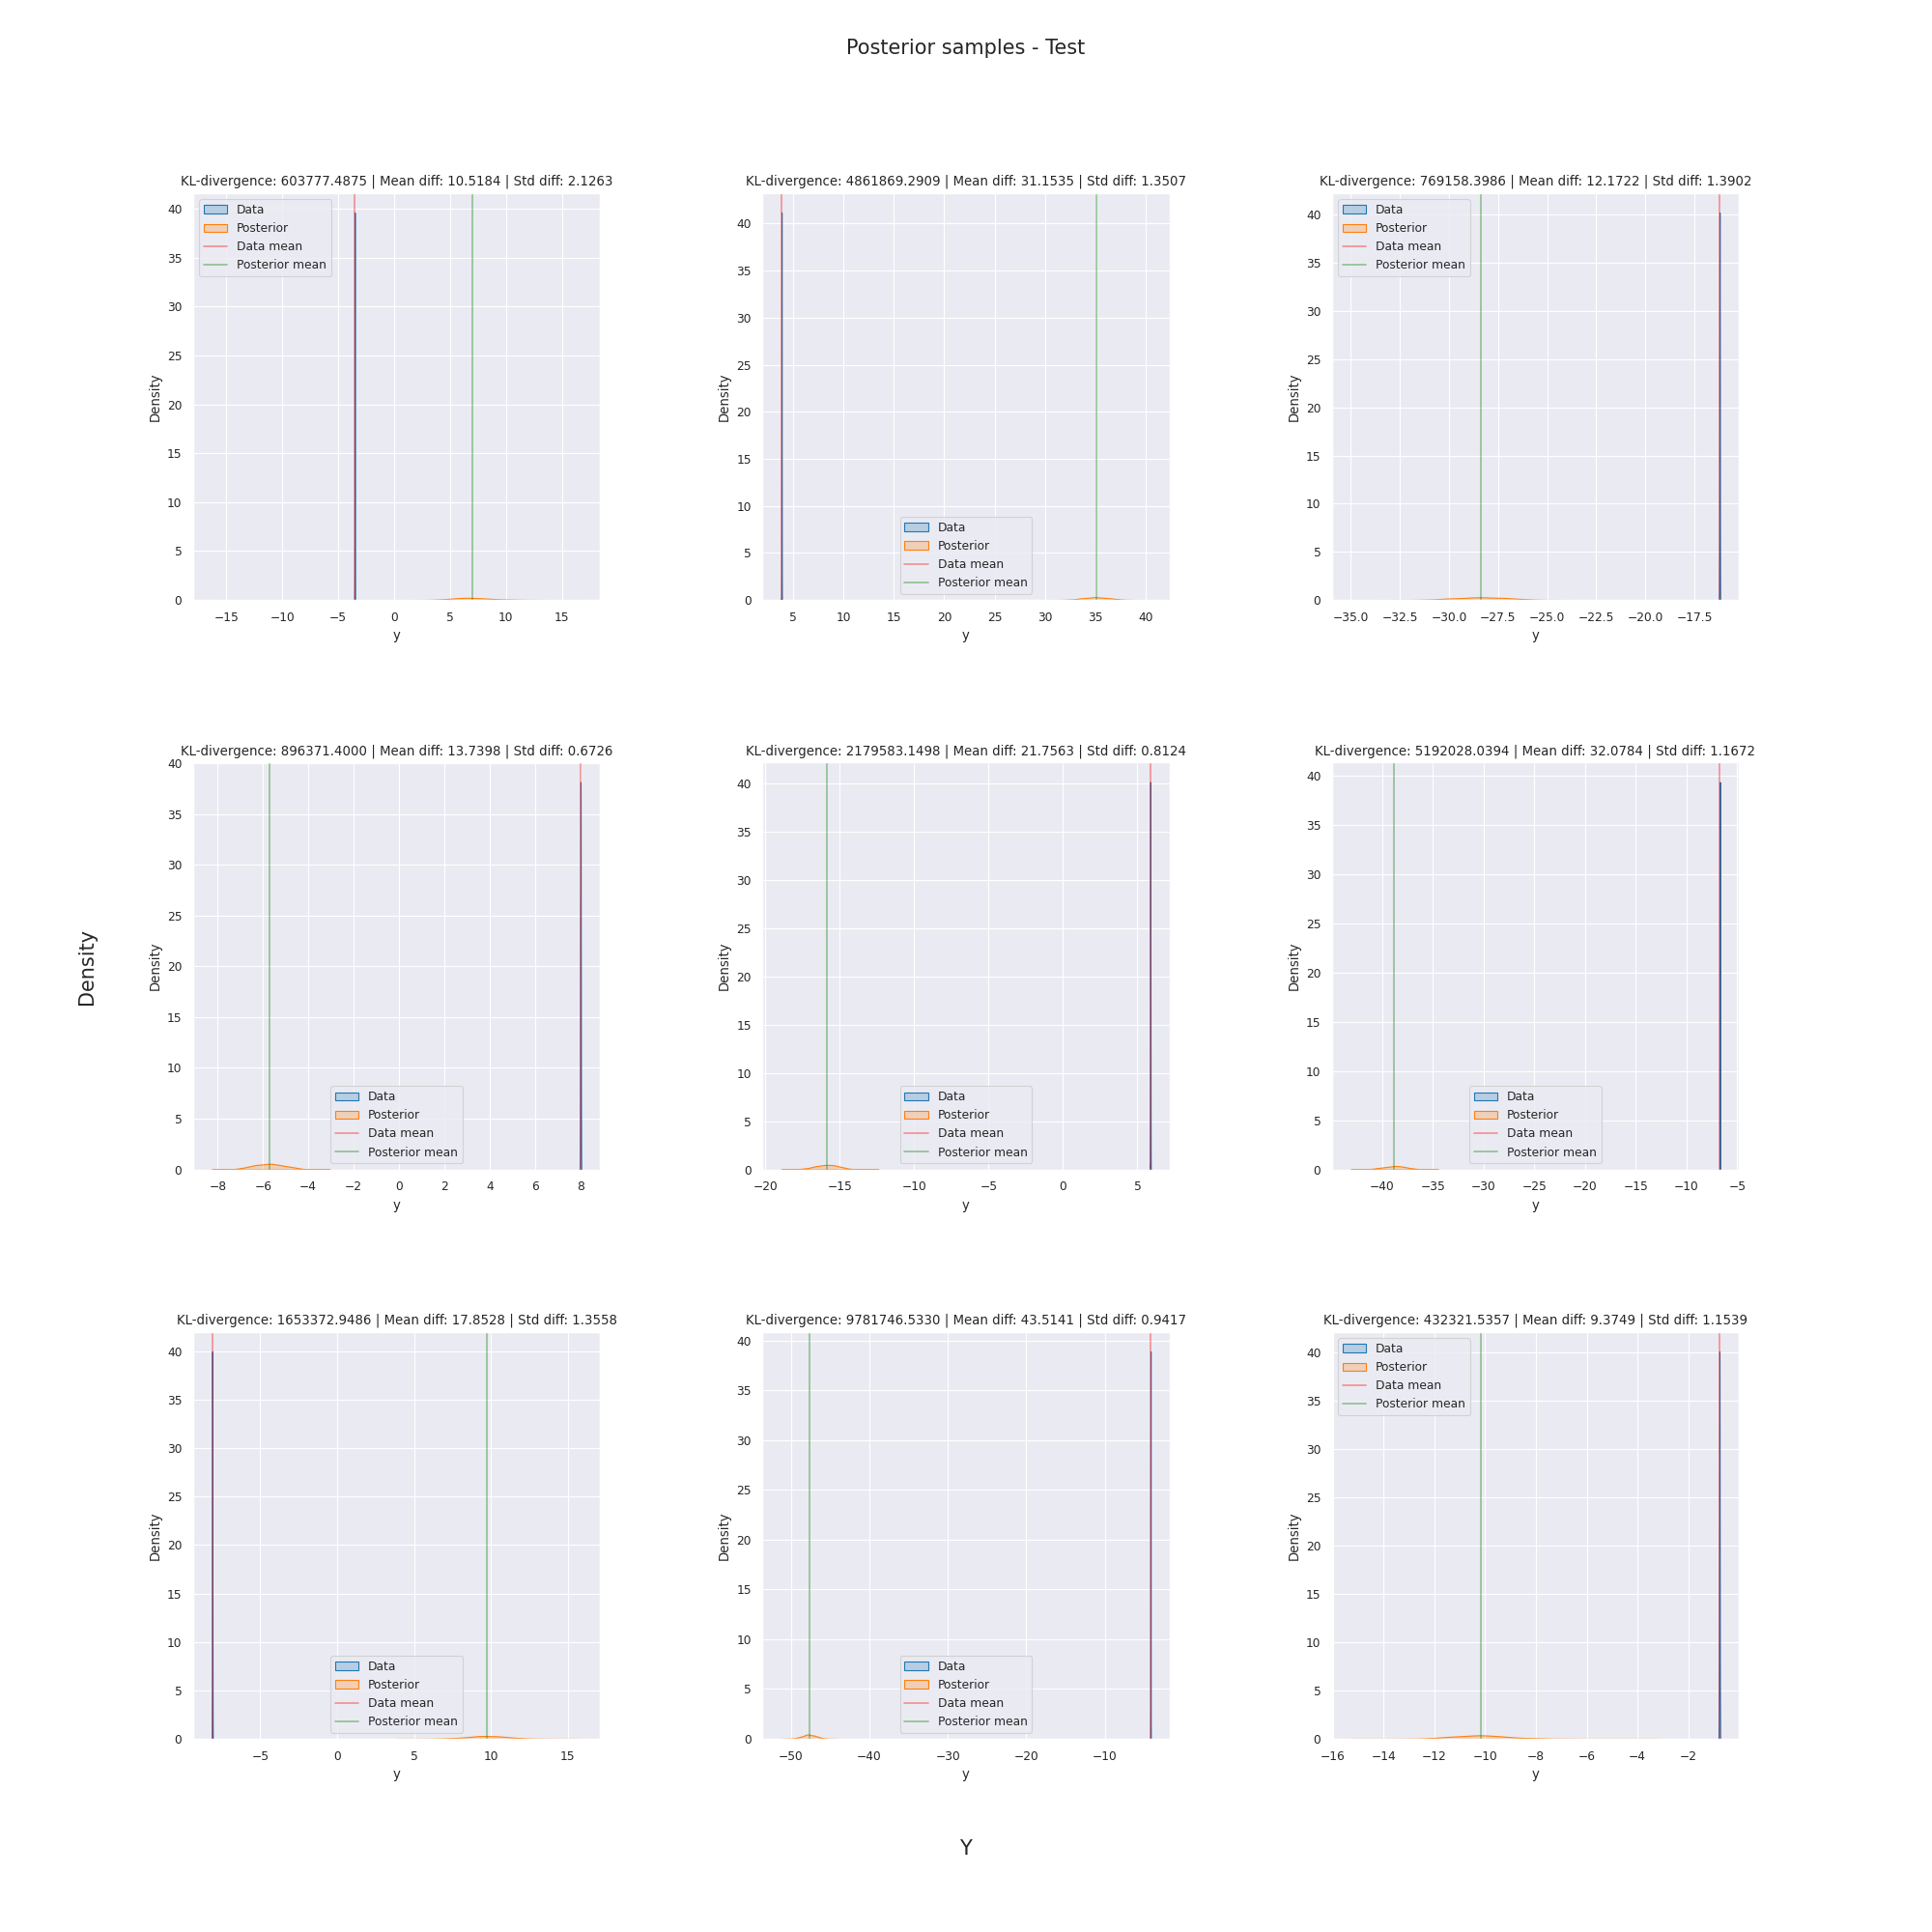 Posterior samples - Test
KL-divergence: 603777.4875 | Mean diff: 10.5184 | Std diff: 2.1263
40
35
30
25
20
15
10
5
0
Density
Data
Posterior
Data mean
Posterior mean
−15 −10 −5 0 5 10 15
y
KL-divergence: 4861869.2909 | Mean diff: 31.1535 | Std diff: 1.3507
40
35
30
25
20
15
10
5
0
Density
Data
Posterior
Data mean
Posterior mean
5 10 15 20 25 30 35 40
y
KL-divergence: 769158.3986 | Mean diff: 12.1722 | Std diff: 1.3902
40
35
30
25
20
15
10
5
0
Density
Data
Posterior
Data mean
Posterior mean
−35.0 −32.5 −30.0 −27.5 −25.0 −22.5 −20.0 −17.5
y
Density
KL-divergence: 896371.4000 | Mean diff: 13.7398 | Std diff: 0.6726
40
35
30
25
20
15
10
5
0
Density
Data
Posterior
Data mean
Posterior mean
−8 −6 −4 −2 0 2 4 6 8
y
KL-divergence: 2179583.1498 | Mean diff: 21.7563 | Std diff: 0.8124
40
35
30
25
20
15
10
5
0
Density
Data
Posterior
Data mean
Posterior mean
−20 −15 −10 −5 0 5
y
KL-divergence: 5192028.0394 | Mean diff: 32.0784 | Std diff: 1.1672
40
35
30
25
20
15
10
5
0
Density
Data
Posterior
Data mean
Posterior mean
−40 −35 −30 −25 −20 −15 −10 −5
y
KL-divergence: 1653372.9486 | Mean diff: 17.8528 | Std diff: 1.3558
40
35
30
25
20
15
10
5
0
Density
Data
Posterior
Data mean
Posterior mean
−5 0 5 10 15
y
KL-divergence: 9781746.5330 | Mean diff: 43.5141 | Std diff: 0.9417
40
35
30
25
20
15
10
5
0
Density
Data
Posterior
Data mean
Posterior mean
−50 −40 −30 −20 −10
y
KL-divergence: 432321.5357 | Mean diff: 9.3749 | Std diff: 1.1539
40
35
30
25
20
15
10
5
0
Density
Data
Posterior
Data mean
Posterior mean
−16 −14 −12 −10 −8 −6 −4 −2
y
Y